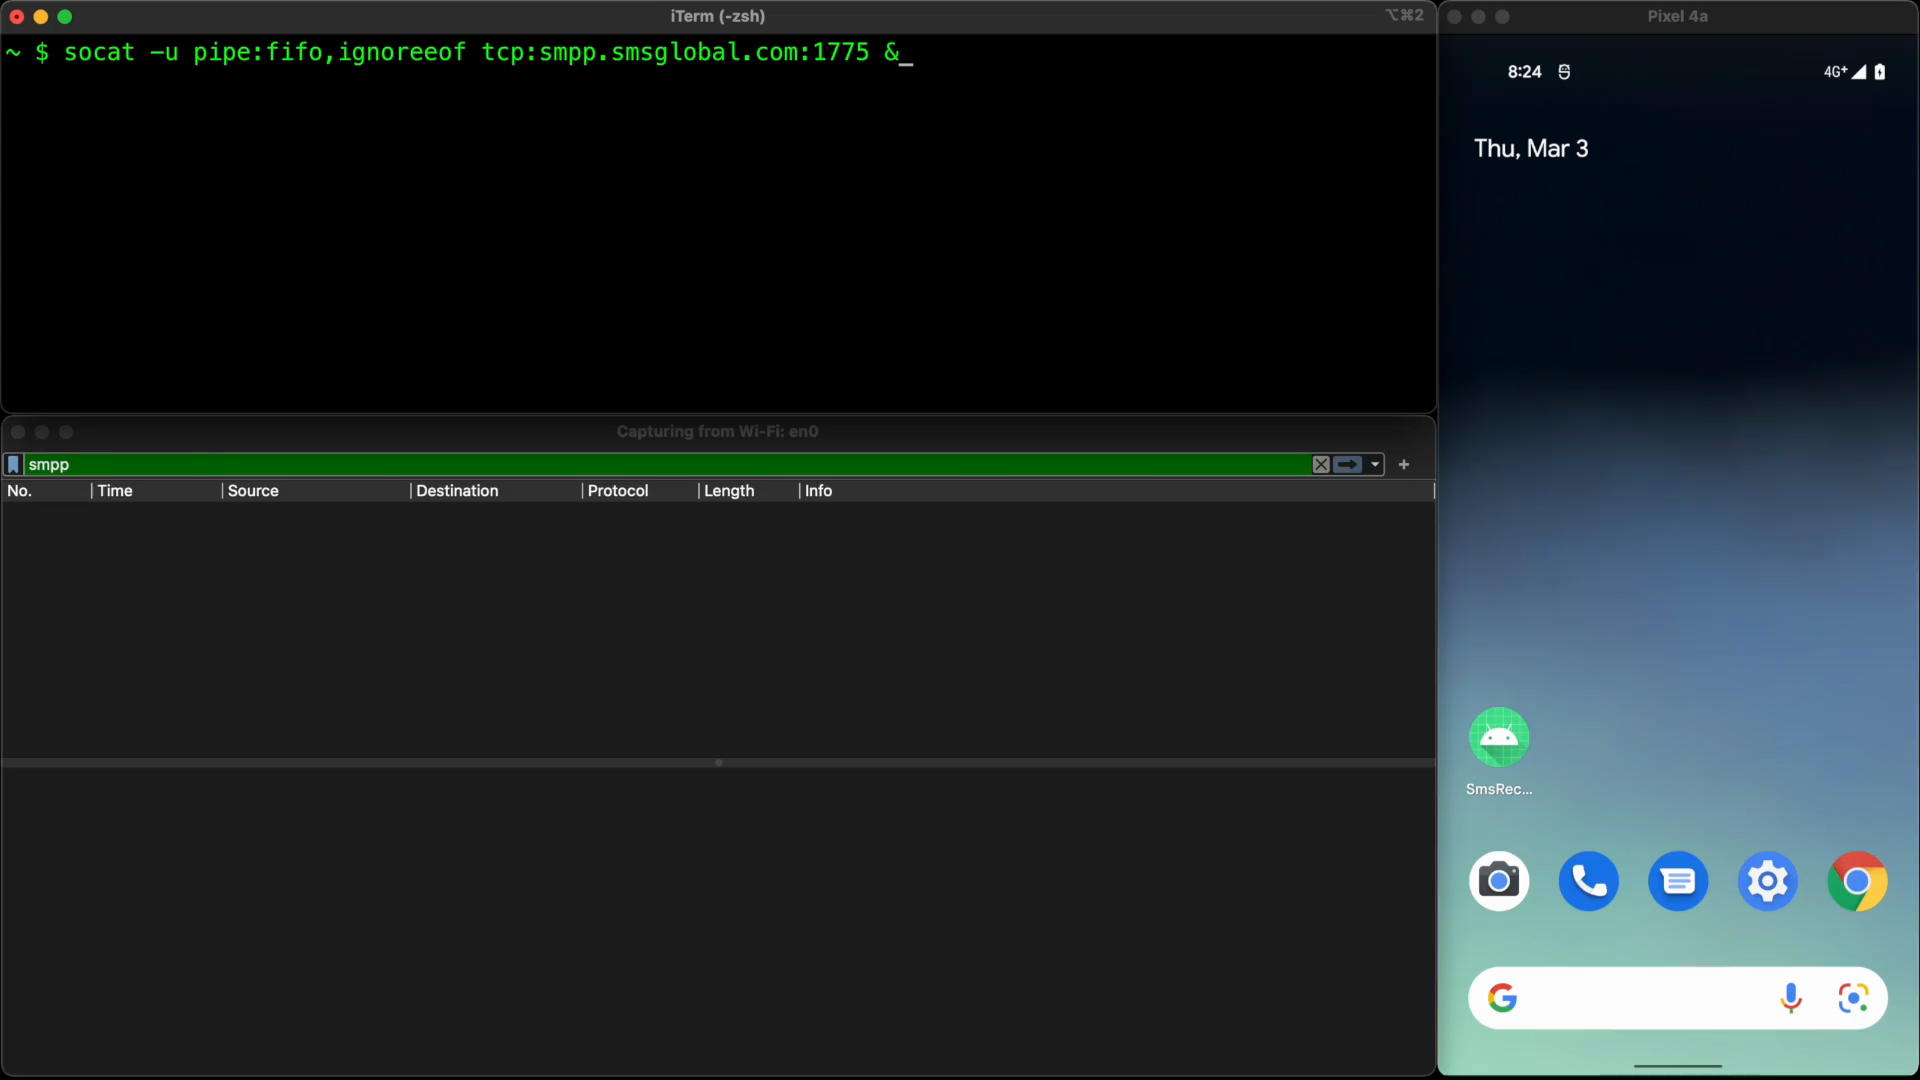 iTerm (-zsh)
⌥⌘2
~ $ socat -u pipe:fifo,ignoreeof tcp:smpp.smsglobal.com:1775 &_
Capturing from Wi-Fi: en0
smpp
No. Time Source Destination Protocol Length Info
Pixel 4a
8:24 4G+
Thu, Mar 3
SmsRec...